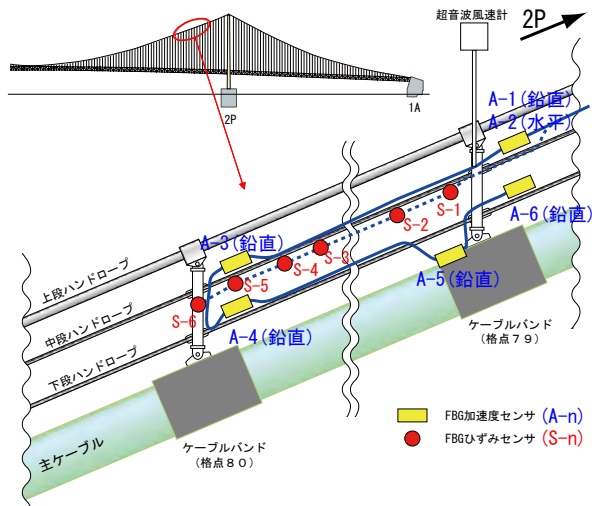 超音波風速計
2P
2P
1A
A-1(鉛直)
A-2(水平)
S-1
A-6(鉛直)
S-2
A-3(鉛直)
S-3
S-4
S-5
A-5(鉛直)
S-6
上段ハンドロープ
中段ハンドロープ
A-4(鉛直)
ケーブルバンド
(格点79)
下段ハンドロープ
FBG加速度センサ (A-n)
FBGひずみセンサ (S-n)
主ケーブル
ケーブルバンド
(格点80)